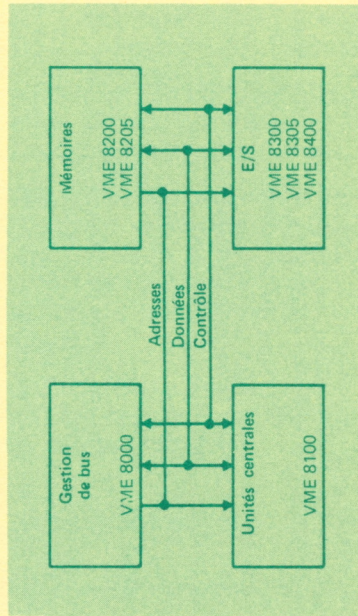 Gestion
de bus
VME 8000
Mémoires
VME 8200
VME 8205
Adresses
Données
Contrôle
Unités centrales
VME 8100
E/S
VME 8300
VME 8305
VME 8400